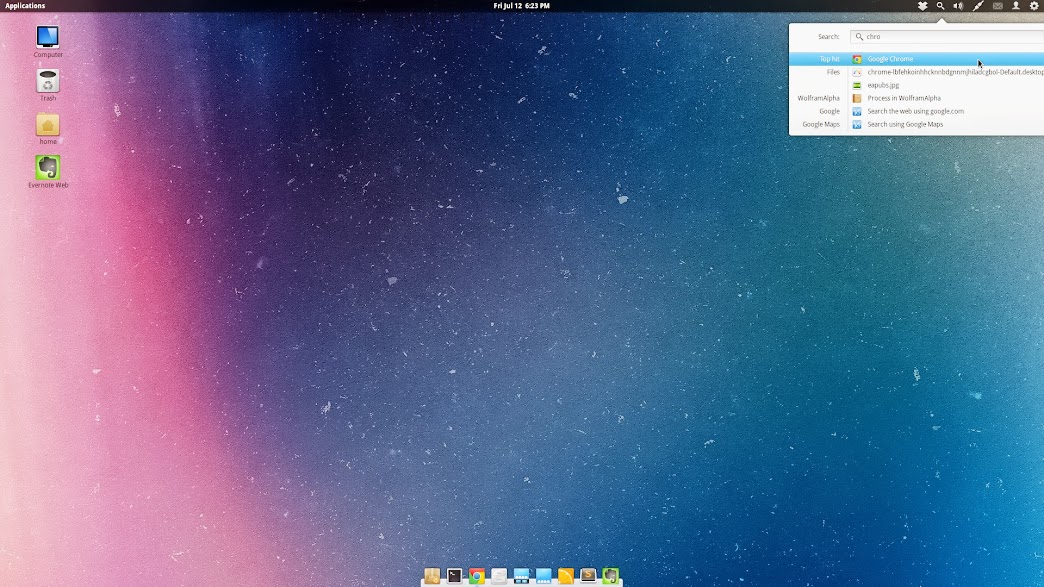 Applications
Fri Jul 12 6:23 PM
Computer
Trash
home
Evernote Web
Search: chro
Top hit Google Chrome
Files chrome-lbfehkoinhhcknnbdgnnmjhiladcgbol-Default.desktop
eapubs.jpg
WolframAlpha Process in WolframAlpha
Google Search the web using google.com
Google Maps Search using Google Maps